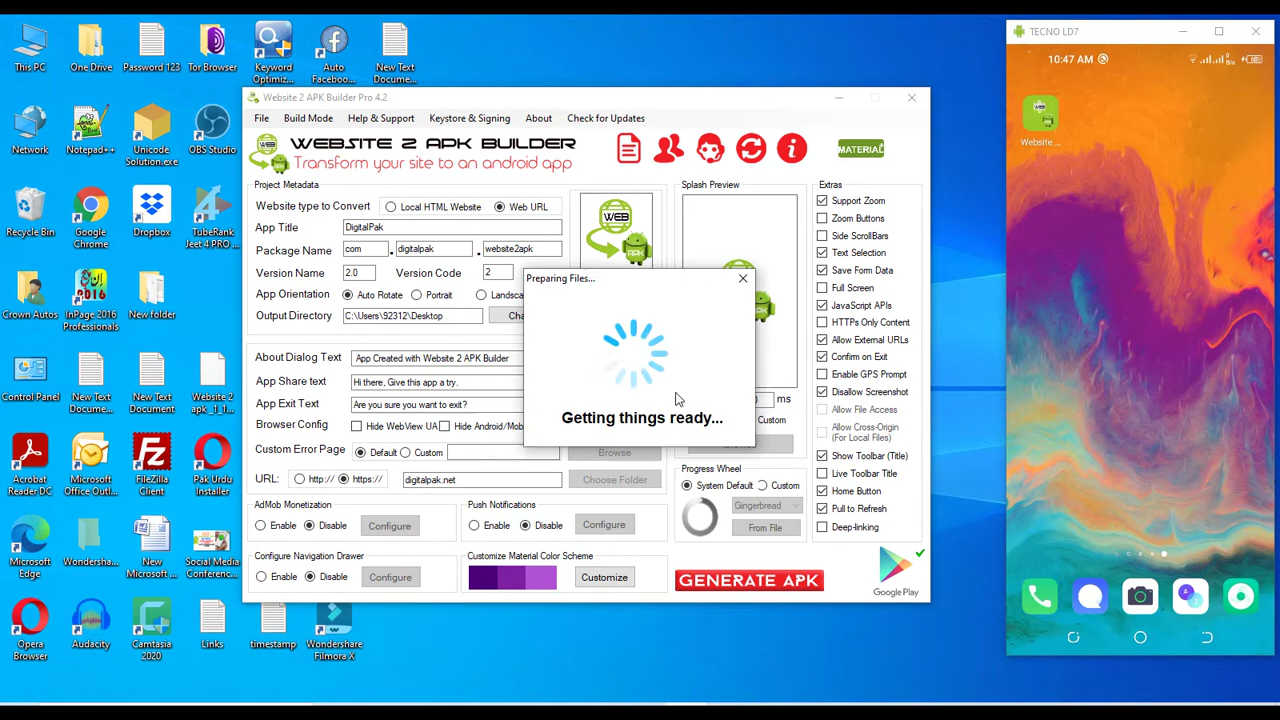 This PC
One Drive
Password 123
Tor Browser
Keyword
Optimiz...
Auto
Facebo...
New Text
Docume...
Network
Notepad++
Unicode
Solution.exe
OBS Studio
Recycle Bin
Google
Chrome
Dropbox
TubeRank
Jeet 4 PRO ...
Crown Autos
InPage 2016
Professionals
New folder
Control Panel
New Text
Docume...
New Text
Document
Website 2
apk _1_1...
Acrobat
Reader DC
Microsoft
Office Outl...
FileZilla
Client
Pak Urdu
Installer
Microsoft
Edge
Wondersha...
New
Microsoft ...
Social Media
Conferenc...
Opera
Browser
Audacity
Camtasia
2020
Links
timestamp
Wondershare
Filmora X
Website 2 APK Builder Pro 4.2
File Build Mode Help & Support Keystore & Signing About Check for Updates
WEBSITE 2 APK BUILDER
Transform your site to an android app
MATERIAL
Project Metadata
Website type to Convert Local HTML Website Web URL
App Title DigitalPak
Package Name com . digitalpak . website2apk
Version Name 2.0 Version Code 2
App Orientation Auto Rotate Portrait Landsca
Output Directory C:\Users\92312\Desktop Cha
WEB
About Dialog Text App Created with Website 2 APK Builder
App Share text Hi there, Give this app a try.
App Exit Text Are you sure you want to exit?
Browser Config Hide WebView UA Hide Android/Mob
Custom Error Page Default Custom Browse
URL: http:// https:// digitalpak.net Choose Folder
AdMob Monetization
Enable Disable Configure
Push Notifications
Enable Disable Configure
Configure Navigation Drawer
Enable Disable Configure
Customize Material Color Scheme
Customize
Preparing Files...
Getting things ready...
Splash Preview
ms
Custom
Progress Wheel
System Default Custom
Gingerbread
From File
GENERATE APK
Google Play
Extras
Support Zoom
Zoom Buttons
Side ScrollBars
Text Selection
Save Form Data
Full Screen
JavaScript APIs
HTTPs Only Content
Allow External URLs
Confirm on Exit
Enable GPS Prompt
Disallow Screenshot
Allow File Access
Allow Cross-Origin
(For Local Files)
Show Toolbar (Title)
Live Toolbar Title
Home Button
Pull to Refresh
Deep-linking
TECNO LD7
10:47 AM
Website ...